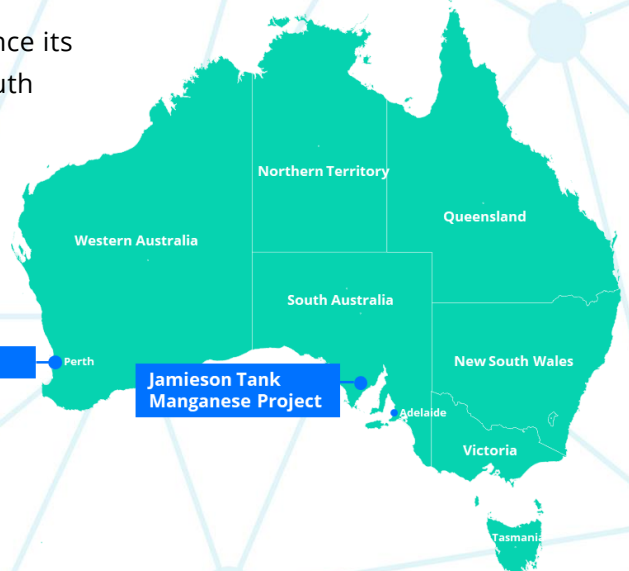 nce its
uth
Northern Territory
Queensland
Western Australia
South Australia
Perth
New South Wales
Jamieson Tank
Manganese Project
Adelaide
Victoria
Tasmania